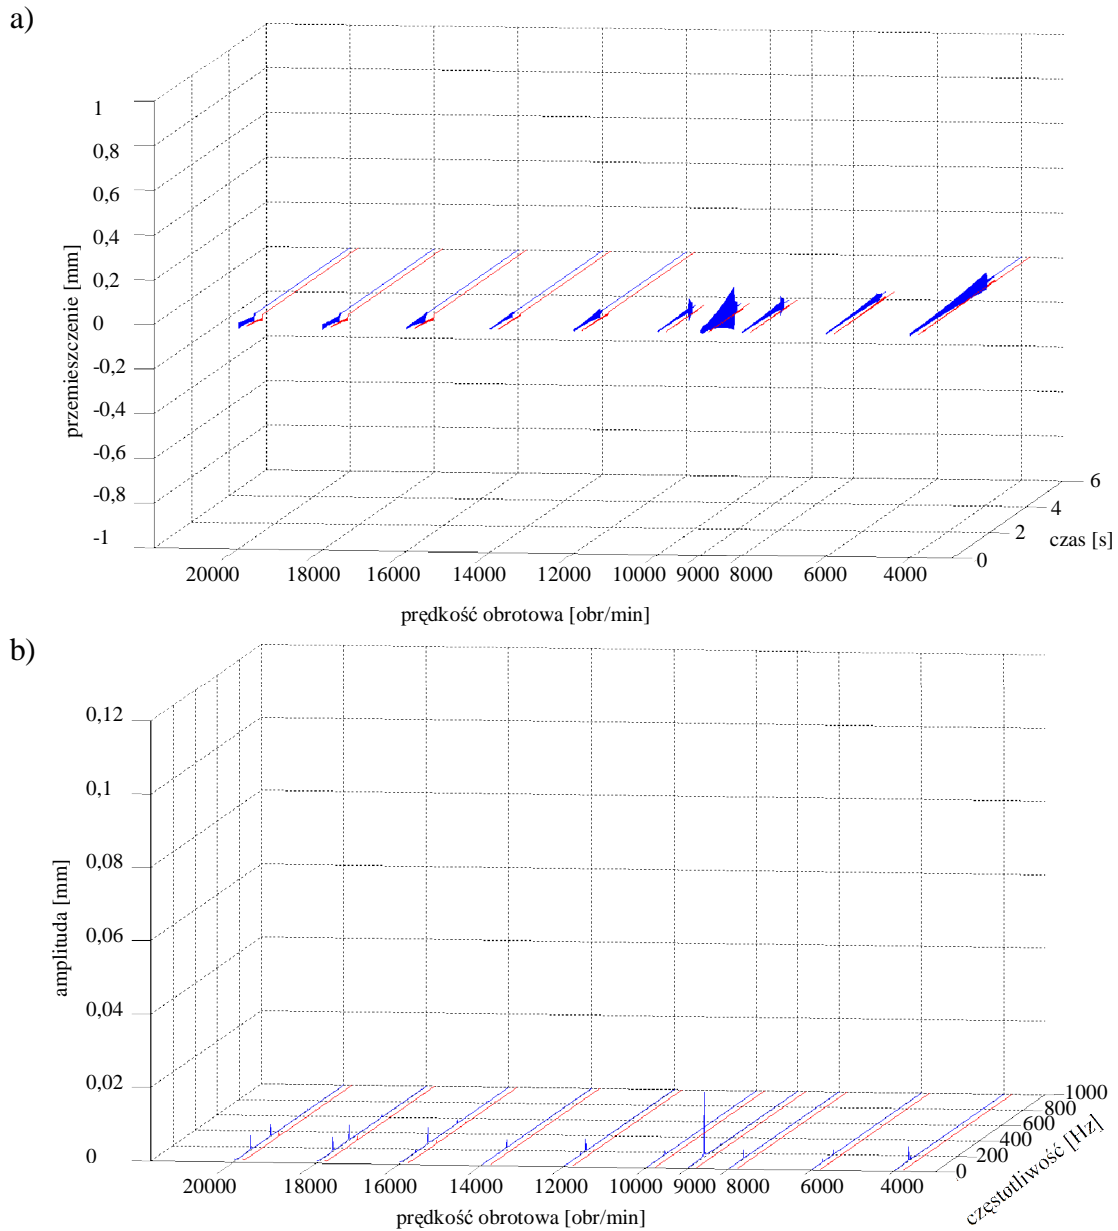 a)
1
0,8
0,6
0,4
0,2
0
-0,2
-0,4
-0,6
-0,8
-1
przemieszczenie [mm]
20000 18000 16000 14000 12000 10000 9000 8000 6000 4000
prędkość obrotowa [obr/min]
0 2 4 6
czas [s]
b)
0,12
0,1
0,08
0,06
0,04
0,02
0
amplituda [mm]
20000 18000 16000 14000 12000 10000 9000 8000 6000 4000
prędkość obrotowa [obr/min]
0 200 400 600 800 1000
częstotliwość [Hz]